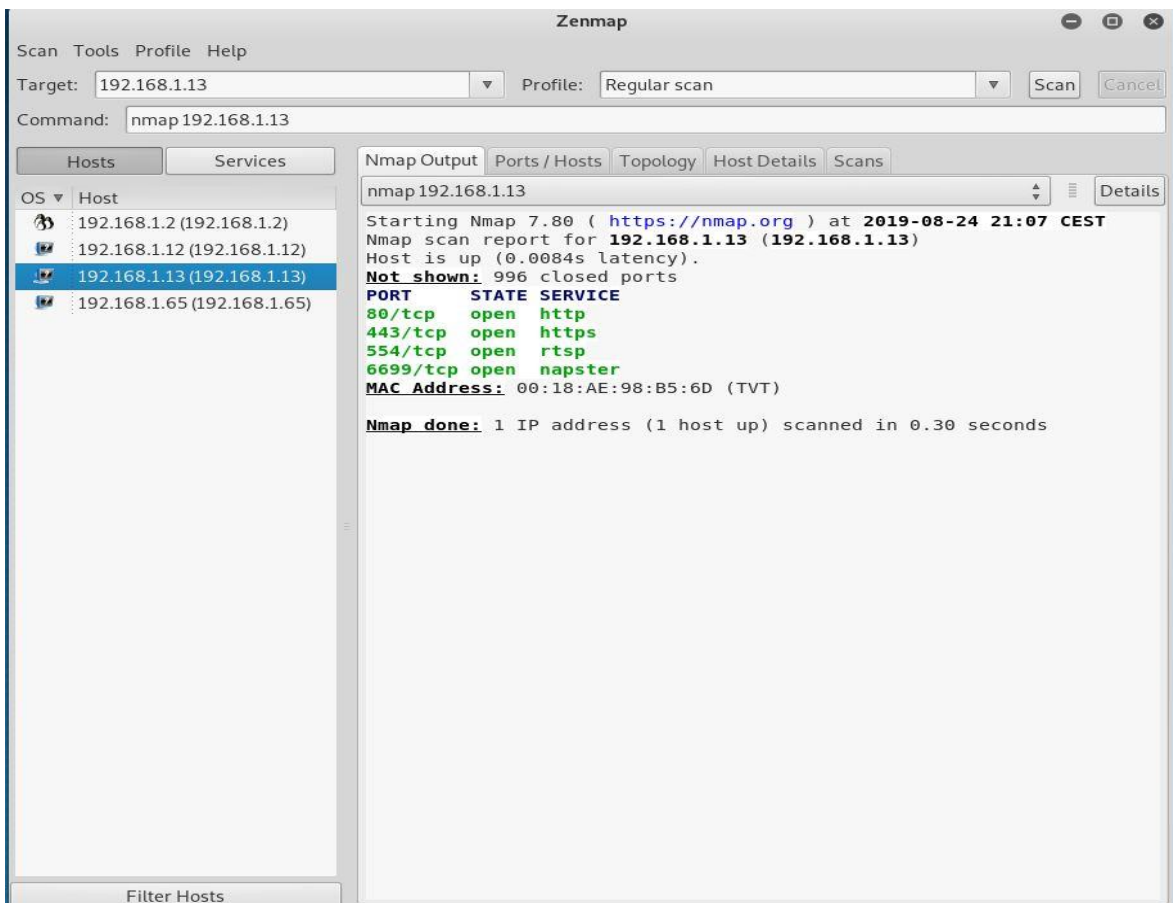 Zenmap
Scan Tools Profile Help
Target: 192.168.1.13 Profile: Regular scan Scan Cancel
Command: nmap 192.168.1.13
Hosts Services
OS Host
192.168.1.2 (192.168.1.2)
192.168.1.12 (192.168.1.12)
192.168.1.13 (192.168.1.13)
192.168.1.65 (192.168.1.65)
Filter Hosts
Nmap Output Ports / Hosts Topology Host Details Scans
nmap 192.168.1.13 Details
Starting Nmap 7.80 ( https://nmap.org ) at 2019-08-24 21:07 CEST
Nmap scan report for 192.168.1.13 (192.168.1.13)
Host is up (0.0084s latency).
Not shown: 996 closed ports
PORT STATE SERVICE
80/tcp open http
443/tcp open https
554/tcp open rtsp
6699/tcp open napster
MAC Address: 00:18:AE:98:B5:6D (TVT)
Nmap done: 1 IP address (1 host up) scanned in 0.30 seconds